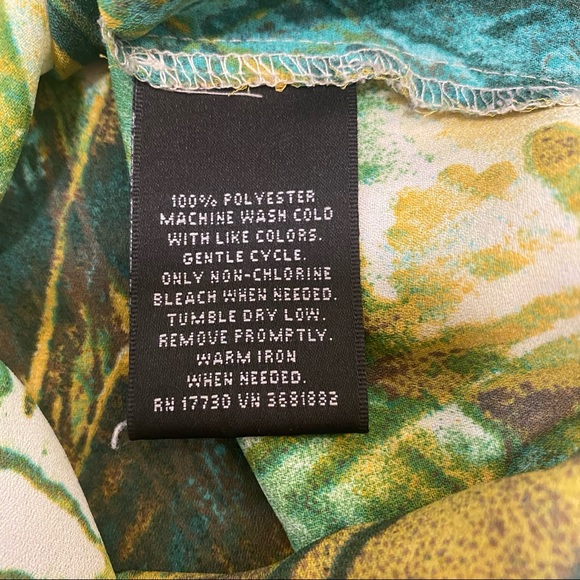 100% POLYESTER
MACHINE WASH COLD
WITH LIKE COLORS.
GENTLE CYCLE.
ONLY NON-CHLORINE
BLEACH WHEN NEEDED.
TUMBLE DRY LOW.
REMOVE PROMPTLY.
WARM IRON
WHEN NEEDED.
RN 17730 VN 3681882